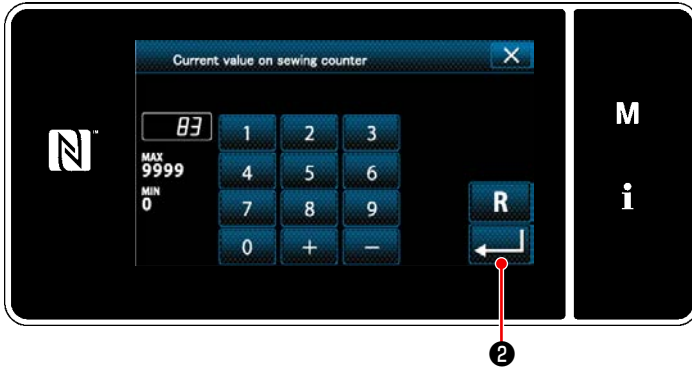 Current value on sewing counter
83
1 2 3
MAX
9999
4 5 6
MIN
0
7 8 9
R
0 + −
M
i
N
❷